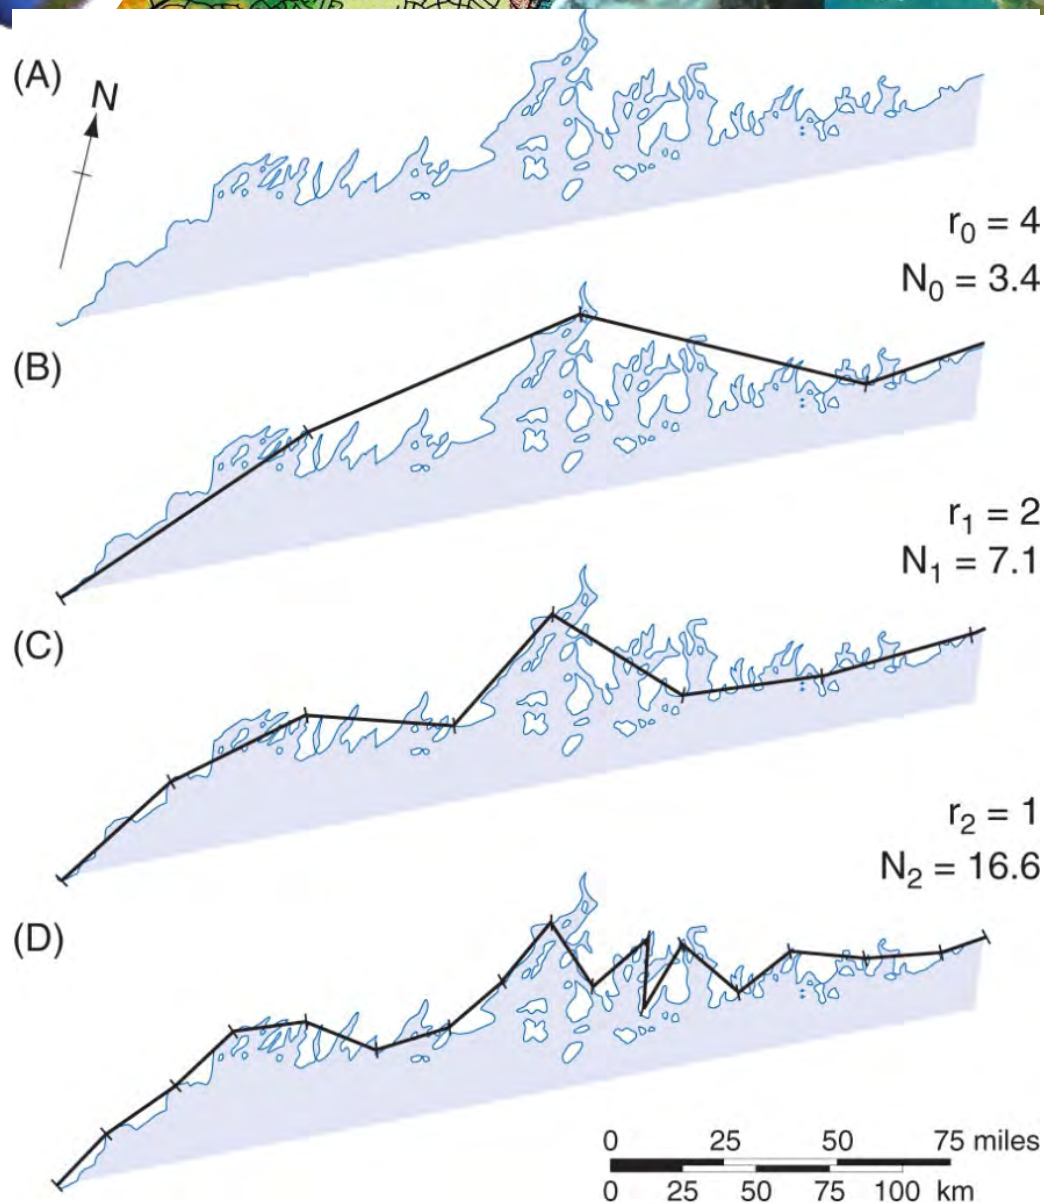 (A)
N
r₀ = 4
N₀ = 3.4
(B)
r₁ = 2
N₁ = 7.1
(C)
r₂ = 1
N₂ = 16.6
(D)
0 25 50 75 miles
0 25 50 75 100 km